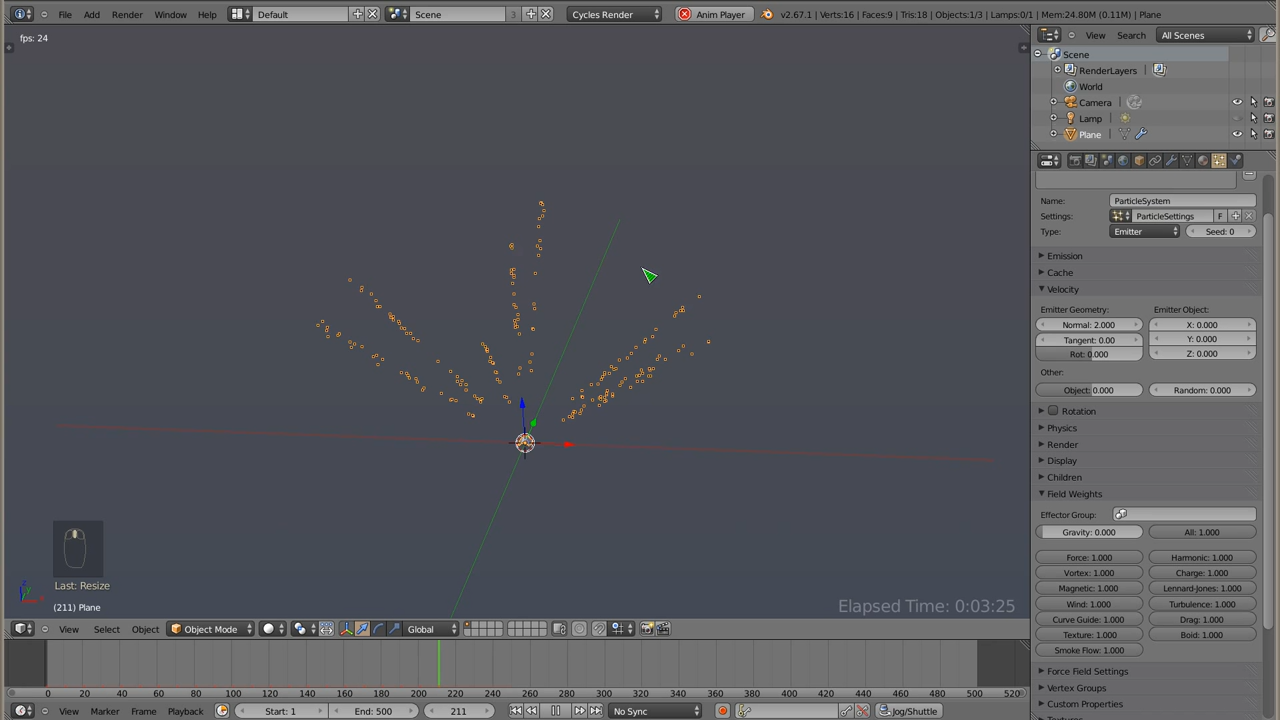 File Add Render Window Help Default Scene 3 Cycles Render Anim Player v2.67.1 | Verts:16 | Faces:9 | Tris:18 | Objects:1/3 | Lamps:0/1 | Mem:24.80M (0.11M) | Plane
fps: 24
View Search All Scenes
Scene
RenderLayers |
World
Camera |
Lamp |
Plane |
Name: ParticleSystem
Settings: ParticleSettings F
Type: Emitter Seed: 0
Emission
Cache
Velocity
Emitter Geometry: Emitter Object:
Normal: 2.000 X: 0.000
Tangent: 0.00 Y: 0.000
Rot: 0.000 Z: 0.000
Other:
Object: 0.000 Random: 0.000
Rotation
Physics
Render
Display
Children
Field Weights
Effector Group:
Gravity: 0.000 All: 1.000
Force: 1.000 Harmonic: 1.000
Vortex: 1.000 Charge: 1.000
Magnetic: 1.000 Lennard-Jones: 1.000
Wind: 1.000 Turbulence: 1.000
Curve Guide: 1.000 Drag: 1.000
Texture: 1.000 Boid: 1.000
Smoke Flow: 1.000
Force Field Settings
Vertex Groups
Custom Properties
Last: Resize
(211) Plane
Elapsed Time: 0:03:25
View Select Object Object Mode Global
0 20 40 60 80 100 120 140 160 180 200 220 240 260 280 300 320 340 360 380 400 420 440 460 480 500 520
View Marker Frame Playback Start: 1 End: 500 211 No Sync Jog/Shuttle